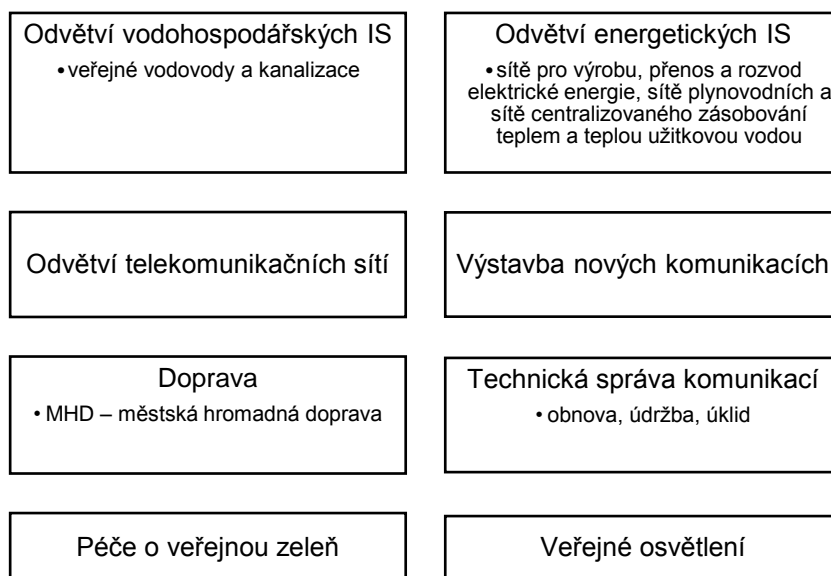 Odvětví vodohospodářských IS
• veřejné vodovody a kanalizace
Odvětví energetických IS
• sítě pro výrobu, přenos a rozvod
elektrické energie, sítě plynovodních a
sítě centralizovaného zásobování
teplem a teplou užitkovou vodou
Odvětví telekomunikačních sítí
Výstavba nových komunikacích
Doprava
• MHD – městská hromadná doprava
Technická správa komunikací
• obnova, údržba, úklid
Péče o veřejnou zeleň
Veřejné osvětlení